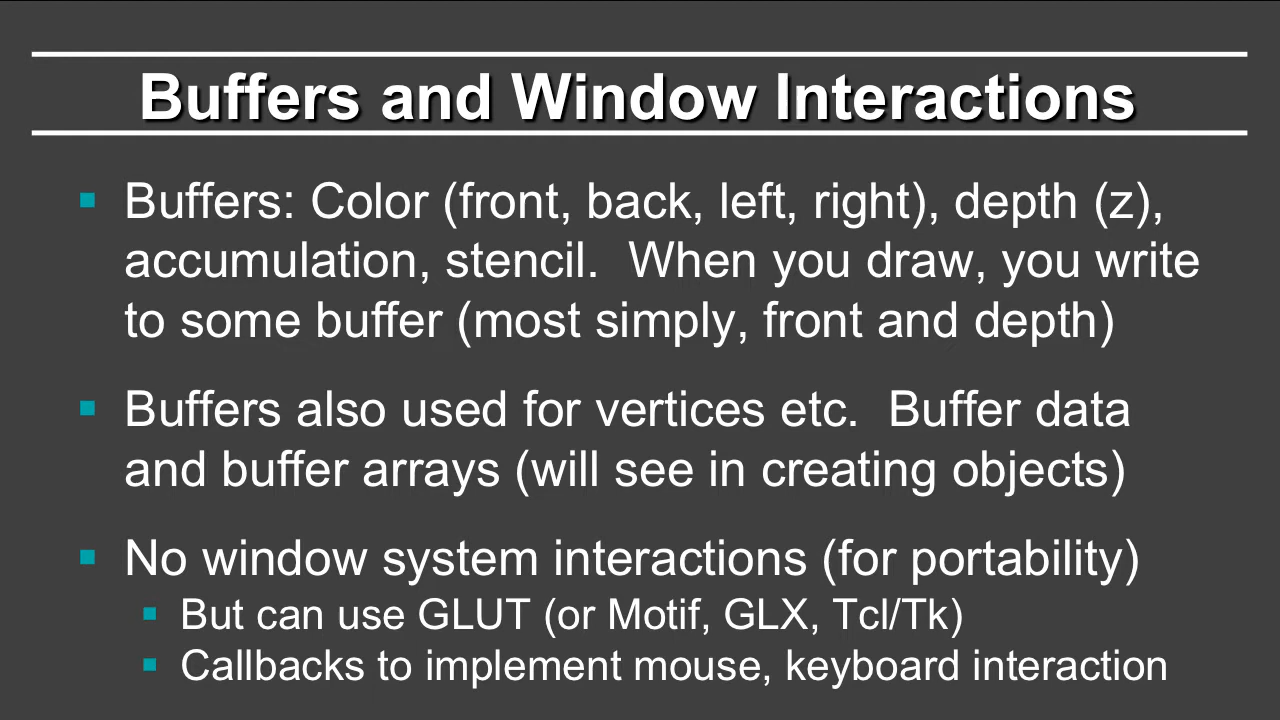 Buffers and Window Interactions
Buffers: Color (front, back, left, right), depth (z),
accumulation, stencil.  When you draw, you write
to some buffer (most simply, front and depth)
Buffers also used for vertices etc.  Buffer data
and buffer arrays (will see in creating objects)
No window system interactions (for portability)
But can use GLUT (or Motif, GLX, Tcl/Tk)
Callbacks to implement mouse, keyboard interaction